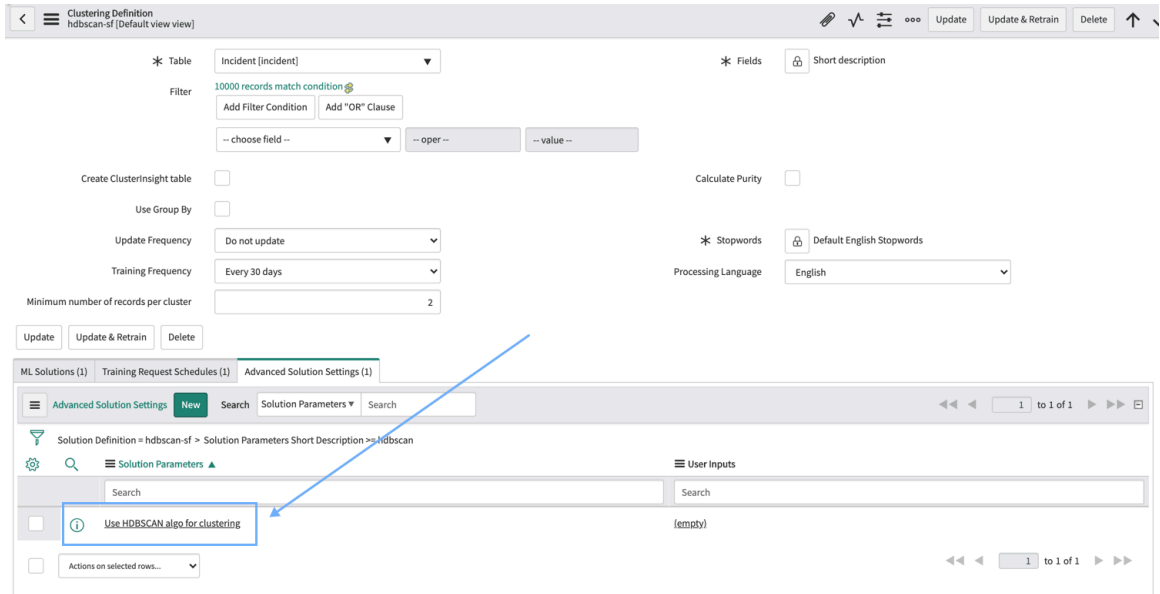 Clustering Definition
hdbscan-sf [Default view view]
Update
Update & Retrain
Delete
Table
Incident [incident]
Fields
Short description
Filter
10000 records match condition
Add Filter Condition
Add "OR" Clause
-- choose field --
-- oper --
-- value --
Create ClusterInsight table
Calculate Purity
Use Group By
Update Frequency
Do not update
Stopwords
Default English Stopwords
Training Frequency
Every 30 days
Processing Language
English
Minimum number of records per cluster
2
Update
Update & Retrain
Delete
ML Solutions (1)
Training Request Schedules (1)
Advanced Solution Settings (1)
Advanced Solution Settings
New
Search
Solution Parameters
Search
1 to 1 of 1
Solution Definition = hdbscan-sf > Solution Parameters Short Description >= hdbscan
Solution Parameters
User Inputs
Search
Search
Use HDBSCAN algo for clustering
(empty)
Actions on selected rows...
1 to 1 of 1